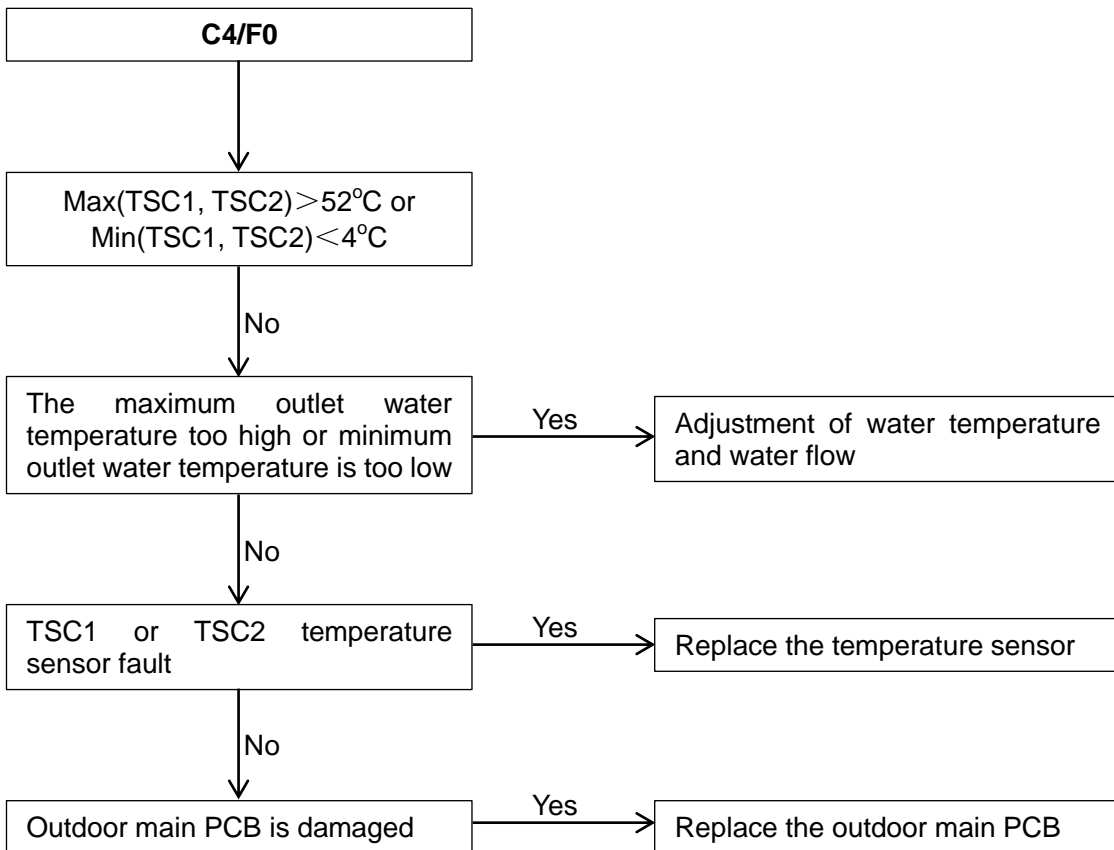 C4/F0
Max(TSC1, TSC2)＞52°C or
Min(TSC1, TSC2)＜4°C
No
The maximum outlet water
temperature too high or minimum
outlet water temperature is too low
Yes
Adjustment of water temperature
and water flow
No
TSC1 or TSC2 temperature
sensor fault
Yes
Replace the temperature sensor
No
Outdoor main PCB is damaged
Yes
Replace the outdoor main PCB